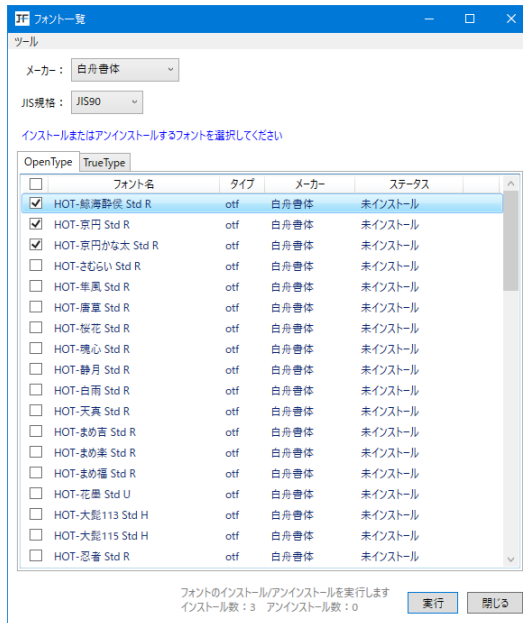 JF フォント一覧
ツール
メーカー： 白舟書体
JIS規格： JIS90
インストールまたはアンインストールするフォントを選択してください
OpenType TrueType
フォント名 タイプ メーカー ステータス
HOT-鯨海酔侯 Std R otf 白舟書体 未インストール
HOT-京円 Std R otf 白舟書体 未インストール
HOT-京円かな太 Std R otf 白舟書体 未インストール
HOT-さむらい Std R otf 白舟書体 未インストール
HOT-隼風 Std R otf 白舟書体 未インストール
HOT-唐草 Std R otf 白舟書体 未インストール
HOT-桜花 Std R otf 白舟書体 未インストール
HOT-魂心 Std R otf 白舟書体 未インストール
HOT-静月 Std R otf 白舟書体 未インストール
HOT-白雨 Std R otf 白舟書体 未インストール
HOT-天真 Std R otf 白舟書体 未インストール
HOT-まめ吉 Std R otf 白舟書体 未インストール
HOT-まめ楽 Std R otf 白舟書体 未インストール
HOT-まめ福 Std R otf 白舟書体 未インストール
HOT-花墨 Std U otf 白舟書体 未インストール
HOT-大髭113 Std H otf 白舟書体 未インストール
HOT-大髭115 Std H otf 白舟書体 未インストール
HOT-忍者 Std R otf 白舟書体 未インストール
フォントのインストール/アンインストールを実行します
インストール数：3 アンインストール数：0
実行 閉じる